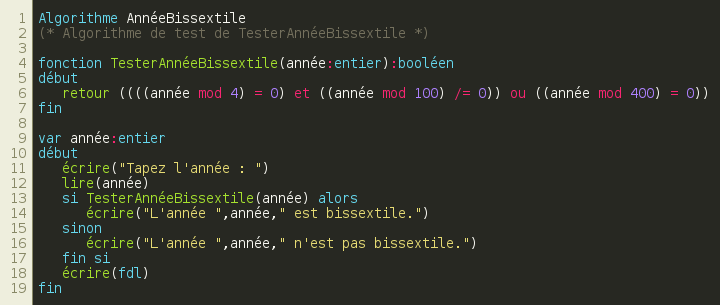 1 Algorithme AnnéeBissextile
2 (* Algorithme de test de TesterAnnéeBissextile *)
3
4 fonction TesterAnnéeBissextile(année:entier):booléen
5 début
6    retour ((((année mod 4) = 0) et ((année mod 100) /= 0)) ou ((année mod 400) = 0))
7 fin
8
9 var année:entier
10 début
11    écrire("Tapez l'année : ")
12    lire(année)
13    si TesterAnnéeBissextile(année) alors
14       écrire("L'année ",année," est bissextile.")
15    sinon
16       écrire("L'année ",année," n'est pas bissextile.")
17    fin si
18    écrire(fdl)
19 fin